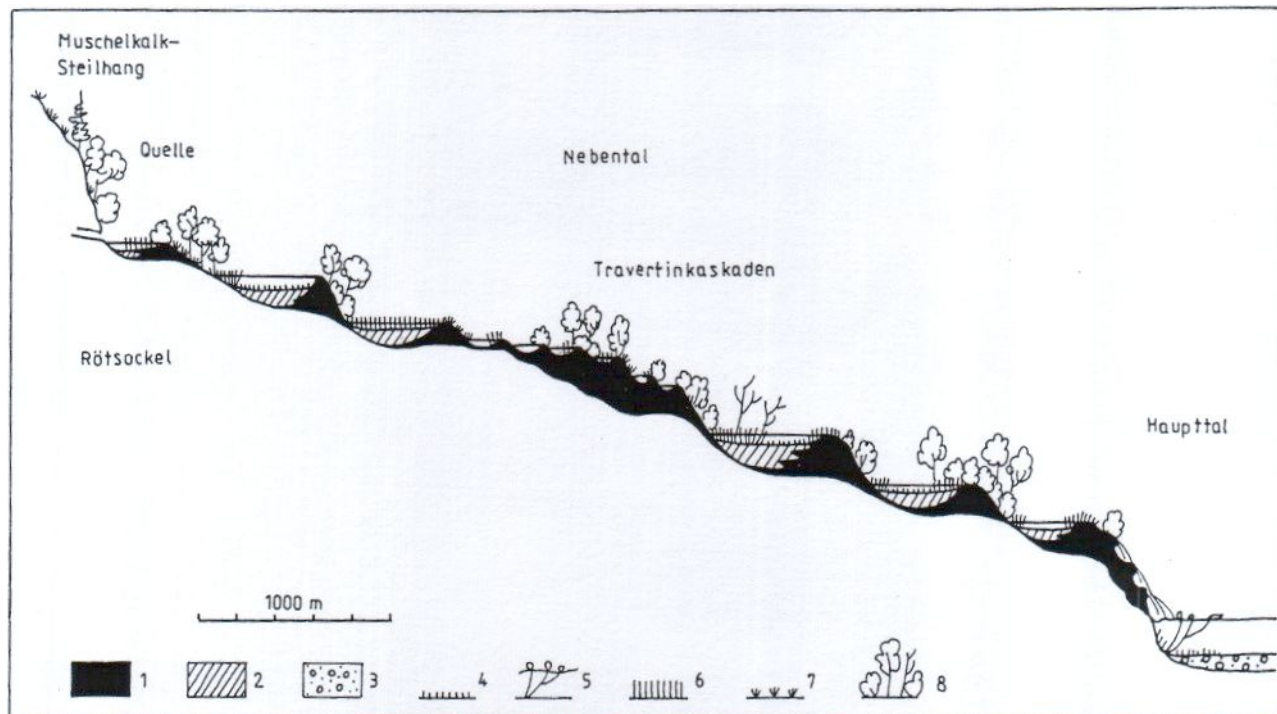 Muschelkalk-
Steilhang
Quelle
Nebental
Travertinkaskaden
Rötsockel
Haupttal
1000 m
1
2
3
4
5
6
7
8